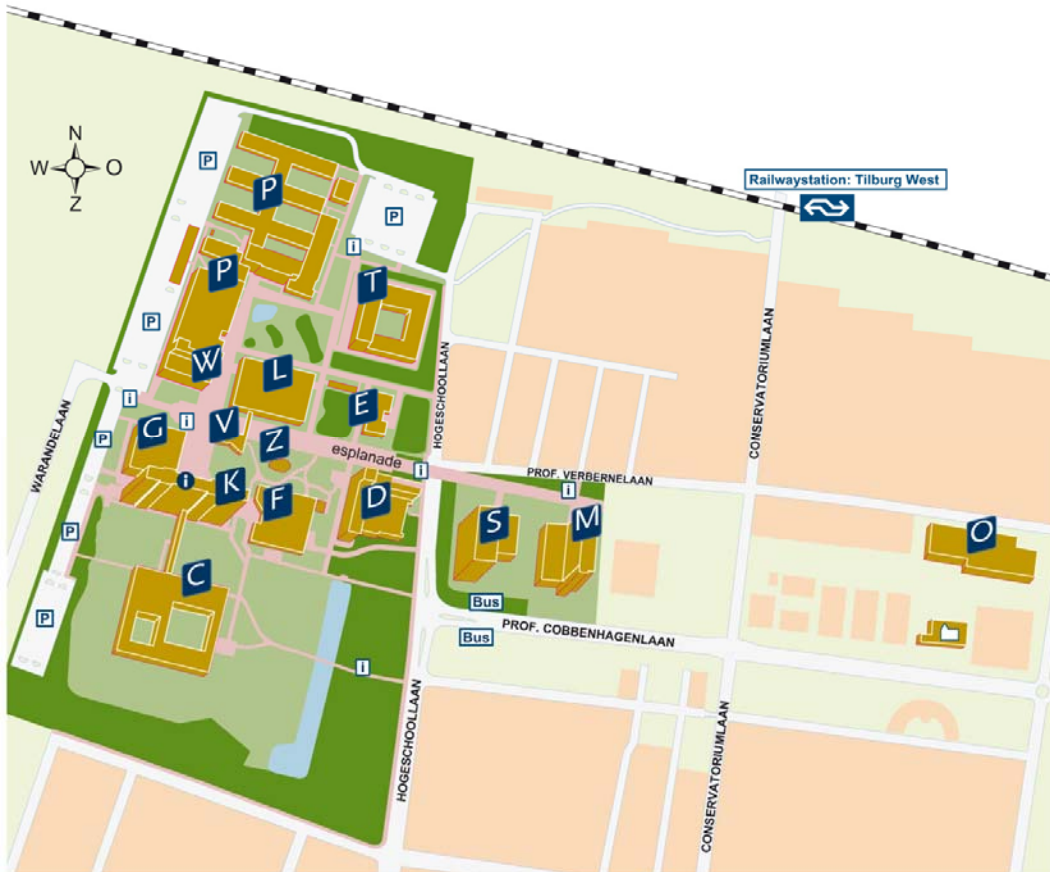 N
W O
Z
Railwaystation: Tilburg West
P
P
P
P
i
T
P
P
W
L
CONSERVATORIUMLAAN
HOGESCHOOLLAAN
WARANDELAAN
i
E
i
G
V
P
Z
esplanade
i
PROF. VERBERNELAAN
i
K
i
F
D
S
M
O
P
C
Bus
P
Bus
PROF. COBBENHAGENLAAN
i
HOGESCHOOLLAAN
CONSERVATORIUMLAAN